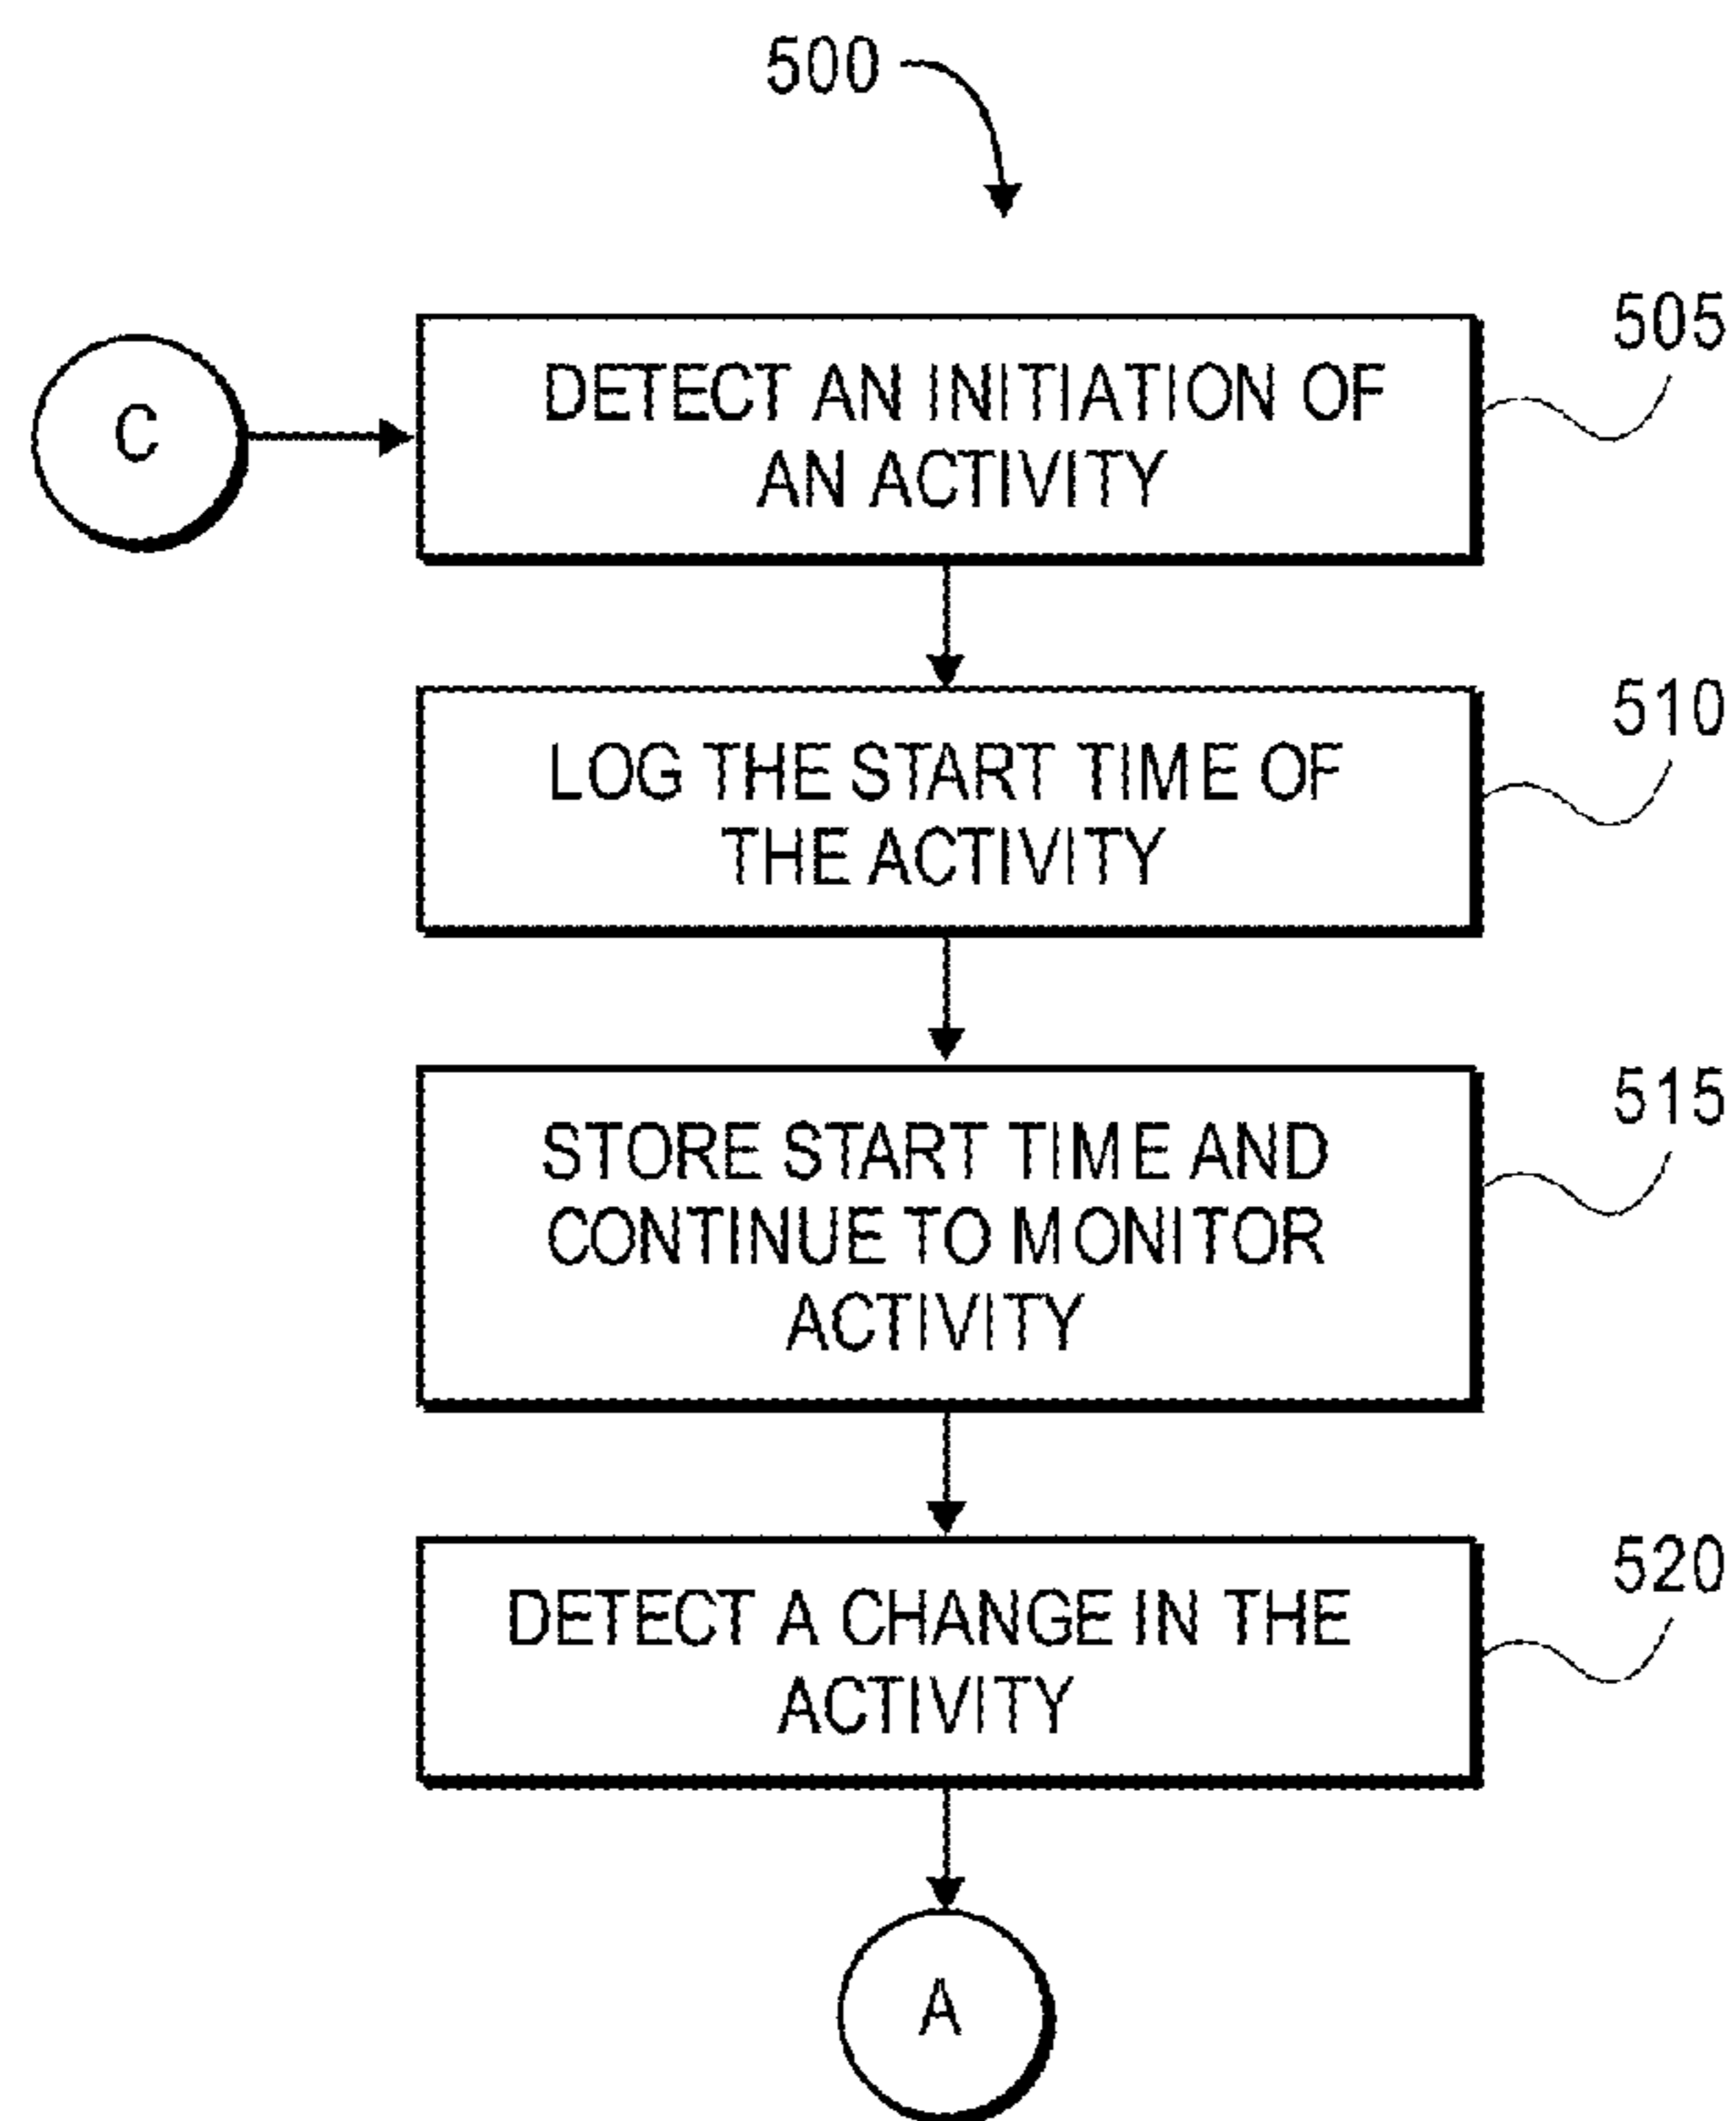 500
505
C
DETECT AN INITIATION OF
AN ACTIVITY
510
LOG THE START TIME OF
THE ACTIVITY
515
STORE START TIME AND
CONTINUE TO MONITOR
ACTIVITY
520
DETECT A CHANGE IN THE
ACTIVITY
A